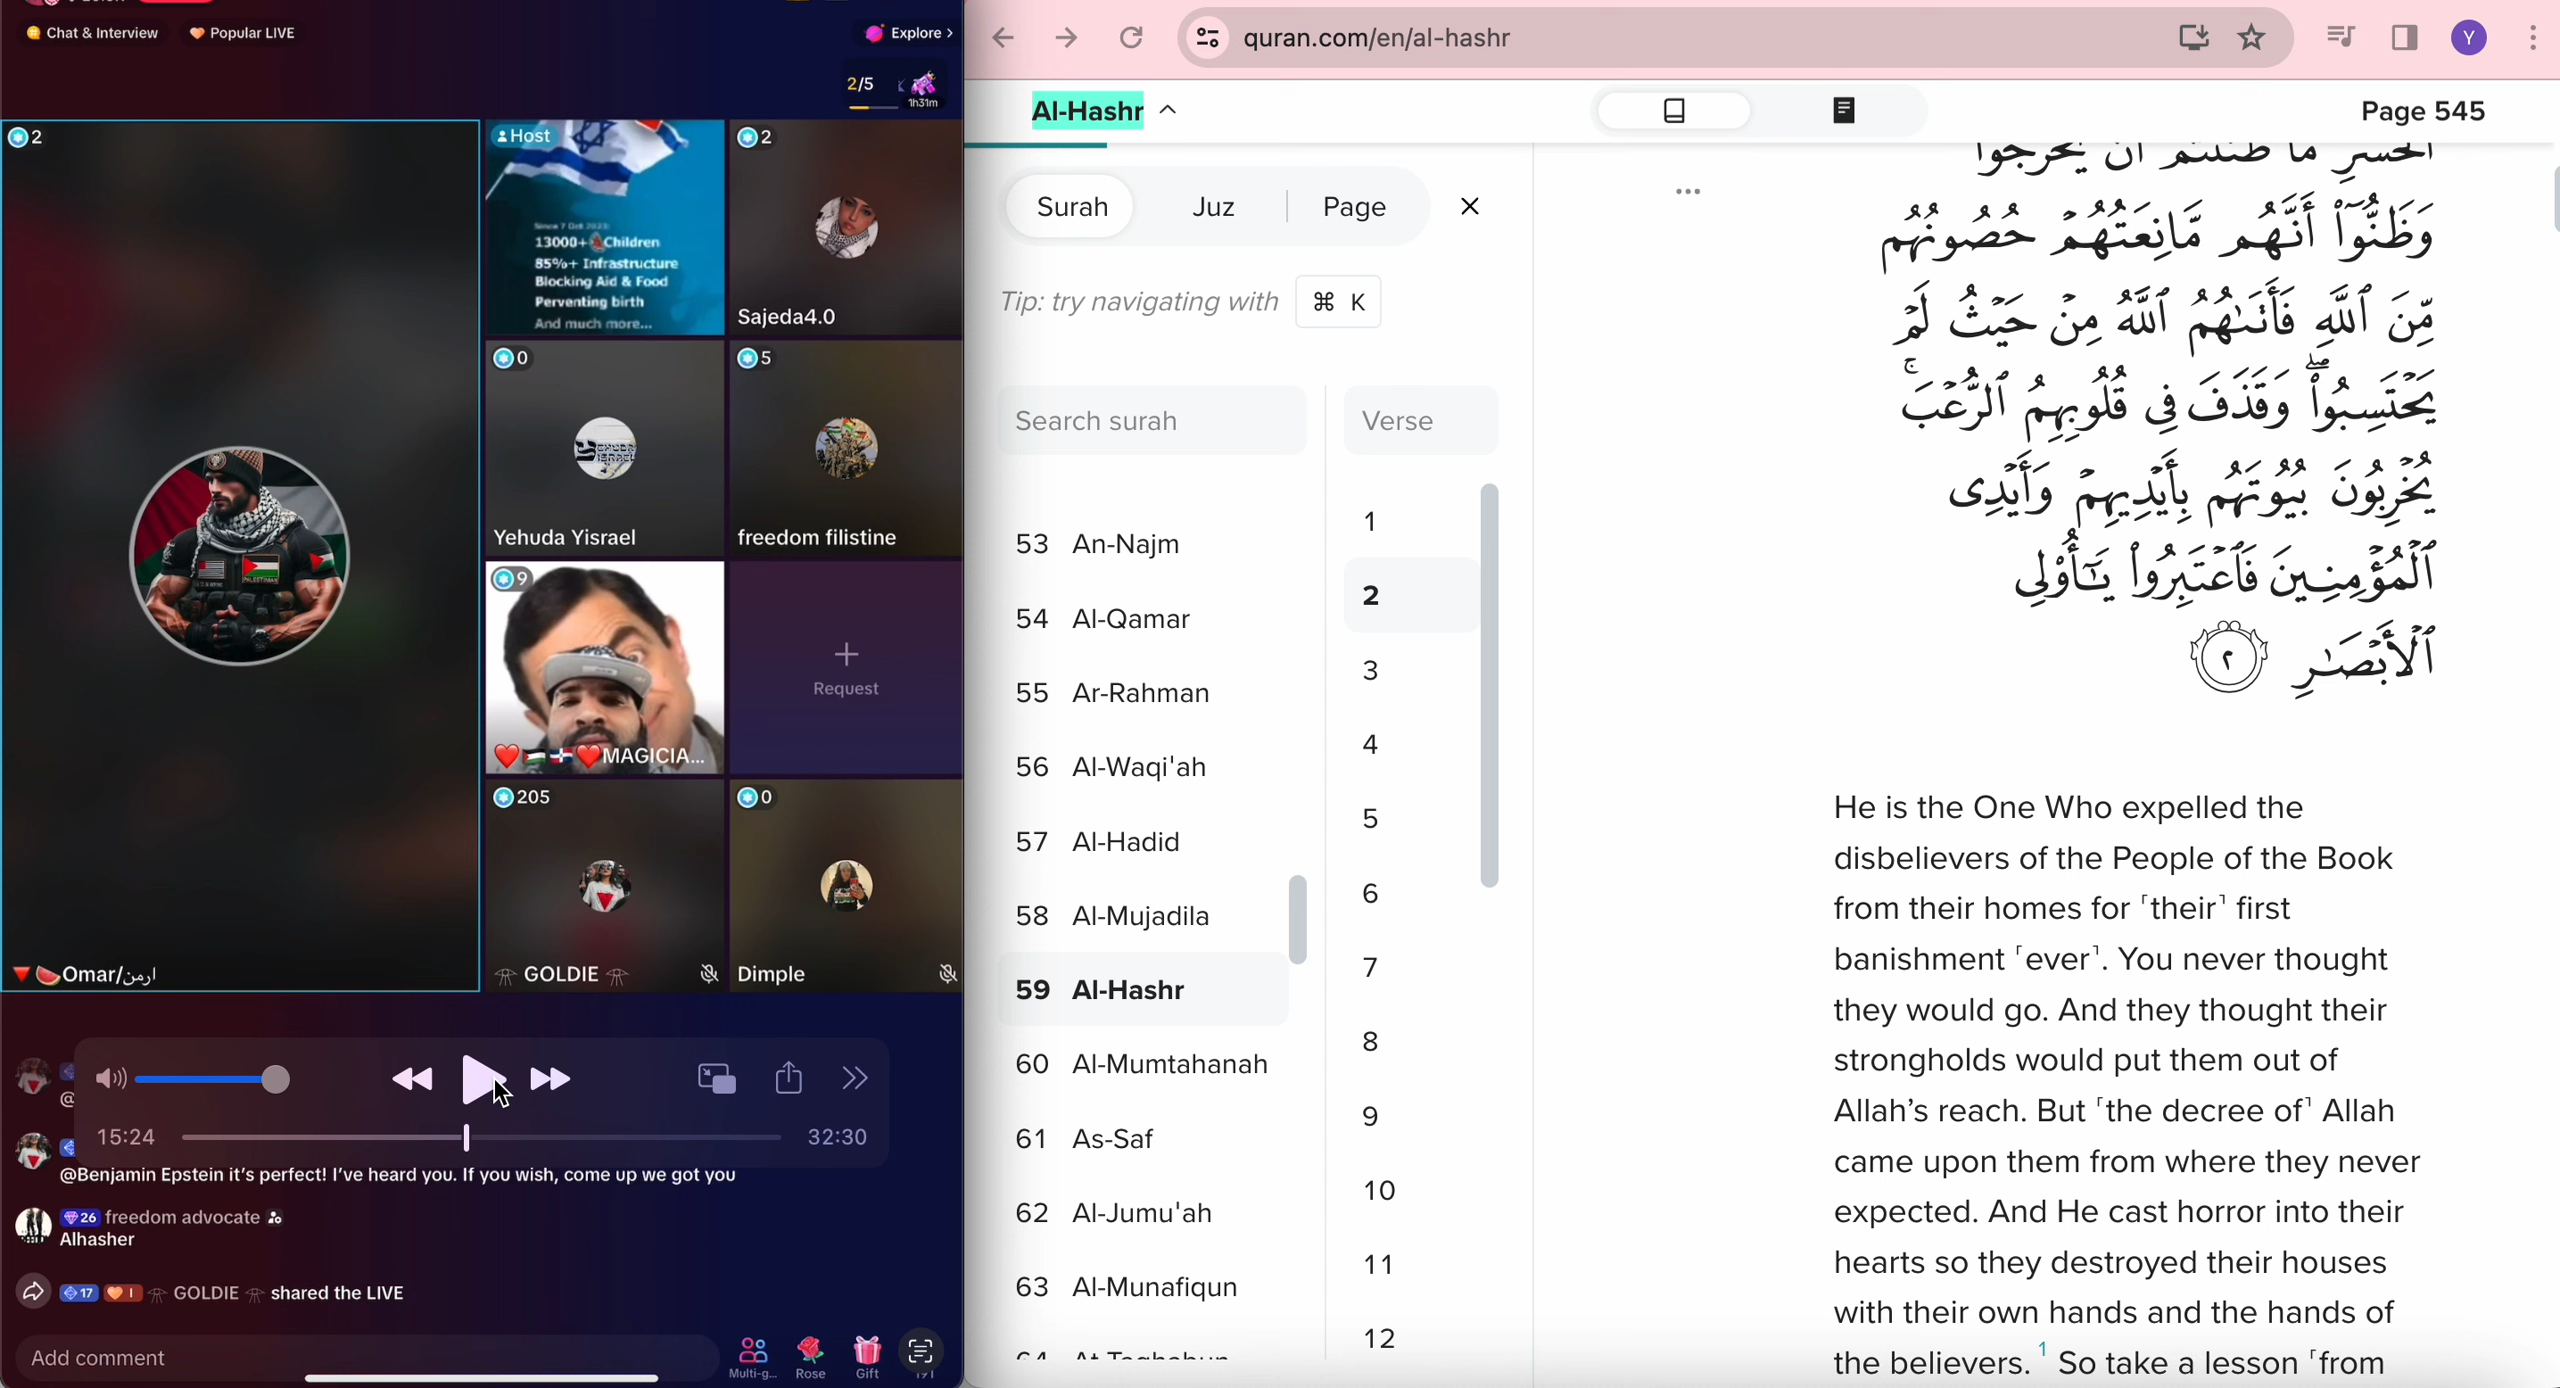 Chat & Interview
Popular LIVE
Explore >
2/5
1h31m
2
Host
Since 7 Oct 2023:
13000+ Children
85%+ Infrastructure
Blocking Aid & Food
Perventing birth
And much more...
2
Sajeda4.0
0
Yehuda Yisrael
5
freedom filistine
9
MAGICIA...
Request
205
GOLDIE
0
Dimple
Omar/ارمن
15:24
32:30
@
@Benjamin Epstein it's perfect! I've heard you. If you wish, come up we got you
26 freedom advocate
Alhasher
17 I GOLDIE shared the LIVE
Add comment
Multi-g...
Rose
Gift
quran.com/en/al-hashr
Y
Al-Hashr
Page 545
Surah
Juz
Page
Tip: try navigating with ⌘ K
Search surah
Verse
53 An-Najm
54 Al-Qamar
55 Ar-Rahman
56 Al-Waqi'ah
57 Al-Hadid
58 Al-Mujadila
59 Al-Hashr
60 Al-Mumtahanah
61 As-Saf
62 Al-Jumu'ah
63 Al-Munafiqun
1
2
3
4
5
6
7
8
9
10
11
12
ٱلْحَشْرِ مَا ظَنَنتُمْ أَن يَخْرُجُوا۟
وَظَنُّوٓا۟ أَنَّهُم مَّانِعَتُهُمْ حُصُونُهُم
مِّنَ ٱللَّهِ فَأَتَىٰهُمُ ٱللَّهُ مِنْ حَيْثُ لَمْ
يَحْتَسِبُوا۟ ۖ وَقَذَفَ فِى قُلُوبِهِمُ ٱلرُّعْبَ ۚ
يُخْرِبُونَ بُيُوتَهُم بِأَيْدِيهِمْ وَأَيْدِى
ٱلْمُؤْمِنِينَ فَٱعْتَبِرُوا۟ يَـٰٓأُو۟لِى
ٱلْأَبْصَـٰرِ ٢
He is the One Who expelled the
disbelievers of the People of the Book
from their homes for ˹their˺ first
banishment ˹ever˺. You never thought
they would go. And they thought their
strongholds would put them out of
Allah's reach. But ˹the decree of˺ Allah
came upon them from where they never
expected. And He cast horror into their
hearts so they destroyed their houses
with their own hands and the hands of
the believers. 1 So take a lesson ˹from